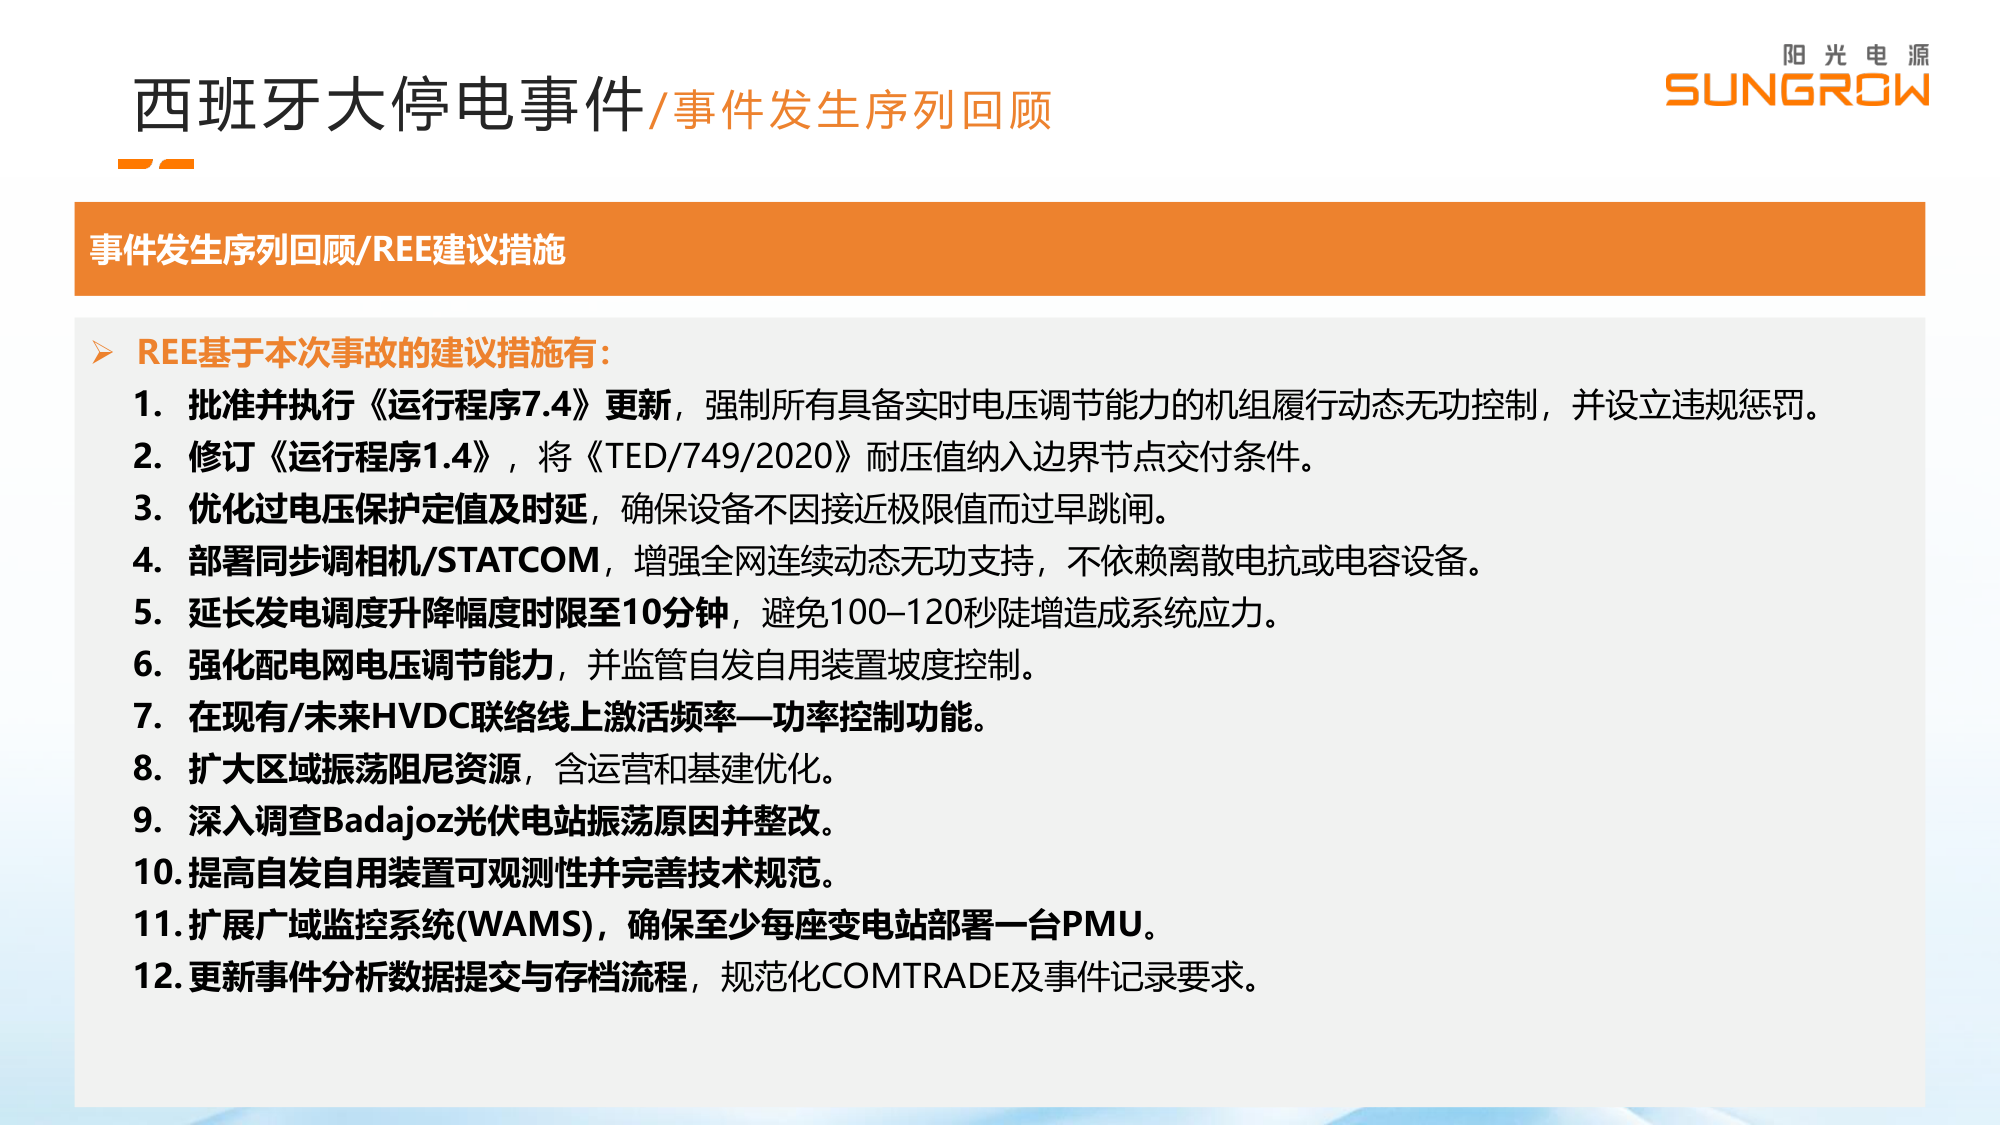 阳光电源
SUNGROW
西班牙大停电事件/事件发生序列回顾
事件发生序列回顾/REE建议措施
➢ REE基于本次事故的建议措施有：
1. 批准并执行《运行程序7.4》更新，强制所有具备实时电压调节能力的机组履行动态无功控制，并设立违规惩罚。
2. 修订《运行程序1.4》，将《TED/749/2020》耐压值纳入边界节点交付条件。
3. 优化过电压保护定值及时延，确保设备不因接近极限值而过早跳闸。
4. 部署同步调相机/STATCOM，增强全网连续动态无功支持，不依赖离散电抗或电容设备。
5. 延长发电调度升降幅度时限至10分钟，避免100–120秒陡增造成系统应力。
6. 强化配电网电压调节能力，并监管自发自用装置坡度控制。
7. 在现有/未来HVDC联络线上激活频率—功率控制功能。
8. 扩大区域振荡阻尼资源，含运营和基建优化。
9. 深入调查Badajoz光伏电站振荡原因并整改。
10. 提高自发自用装置可观测性并完善技术规范。
11. 扩展广域监控系统(WAMS)，确保至少每座变电站部署一台PMU。
12. 更新事件分析数据提交与存档流程，规范化COMTRADE及事件记录要求。